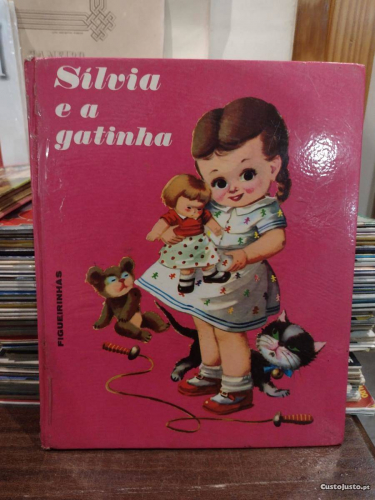 Sílvia
e a
gatinha
FIGUEIRINHAS
CustoJusto.pt